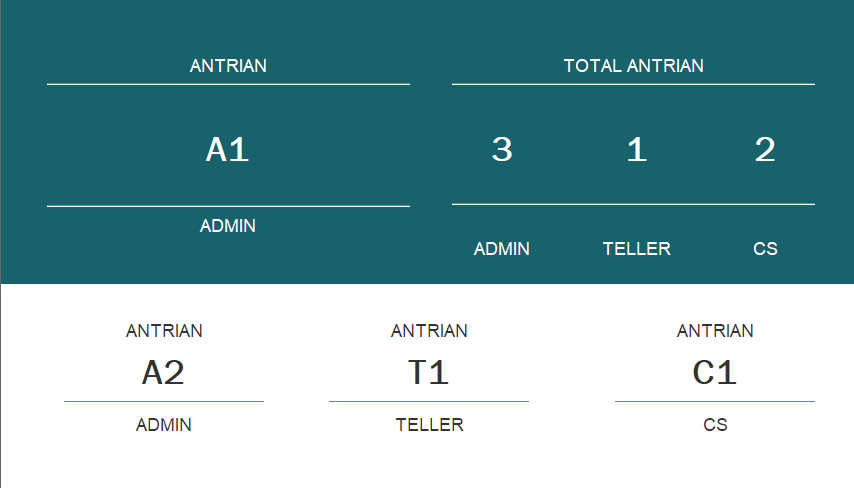 ANTRIAN
A1
ADMIN
TOTAL ANTRIAN
3 1 2
ADMIN TELLER CS
ANTRIAN
A2
ADMIN
ANTRIAN
T1
TELLER
ANTRIAN
C1
CS